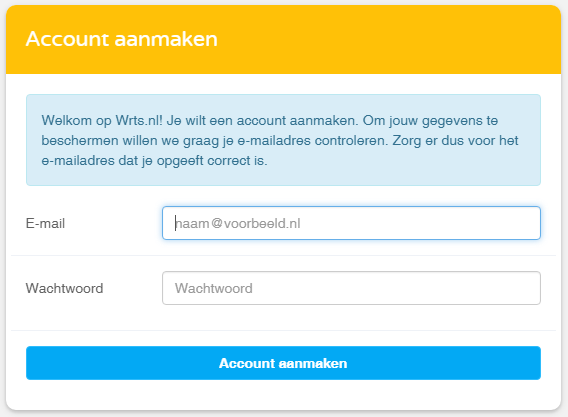 Account aanmaken
Welkom op Wrts.nl! Je wilt een account aanmaken. Om jouw gegevens te
beschermen willen we graag je e-mailadres controleren. Zorg er dus voor het
e-mailadres dat je opgeeft correct is.
E-mail
naam@voorbeeld.nl
Wachtwoord
Wachtwoord
Account aanmaken